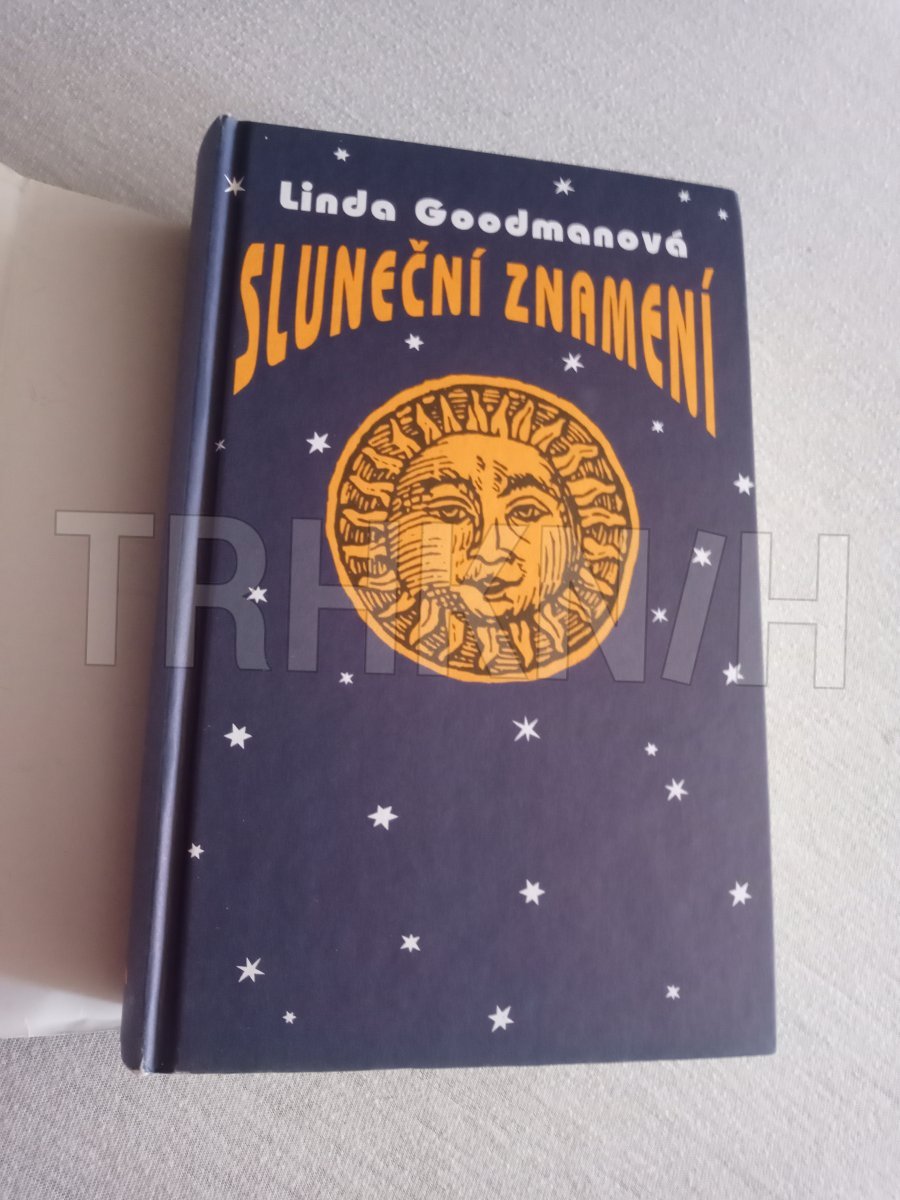 Linda Goodmanová
SLUNEČNÍ ZNAMENÍ
TRHKNIH